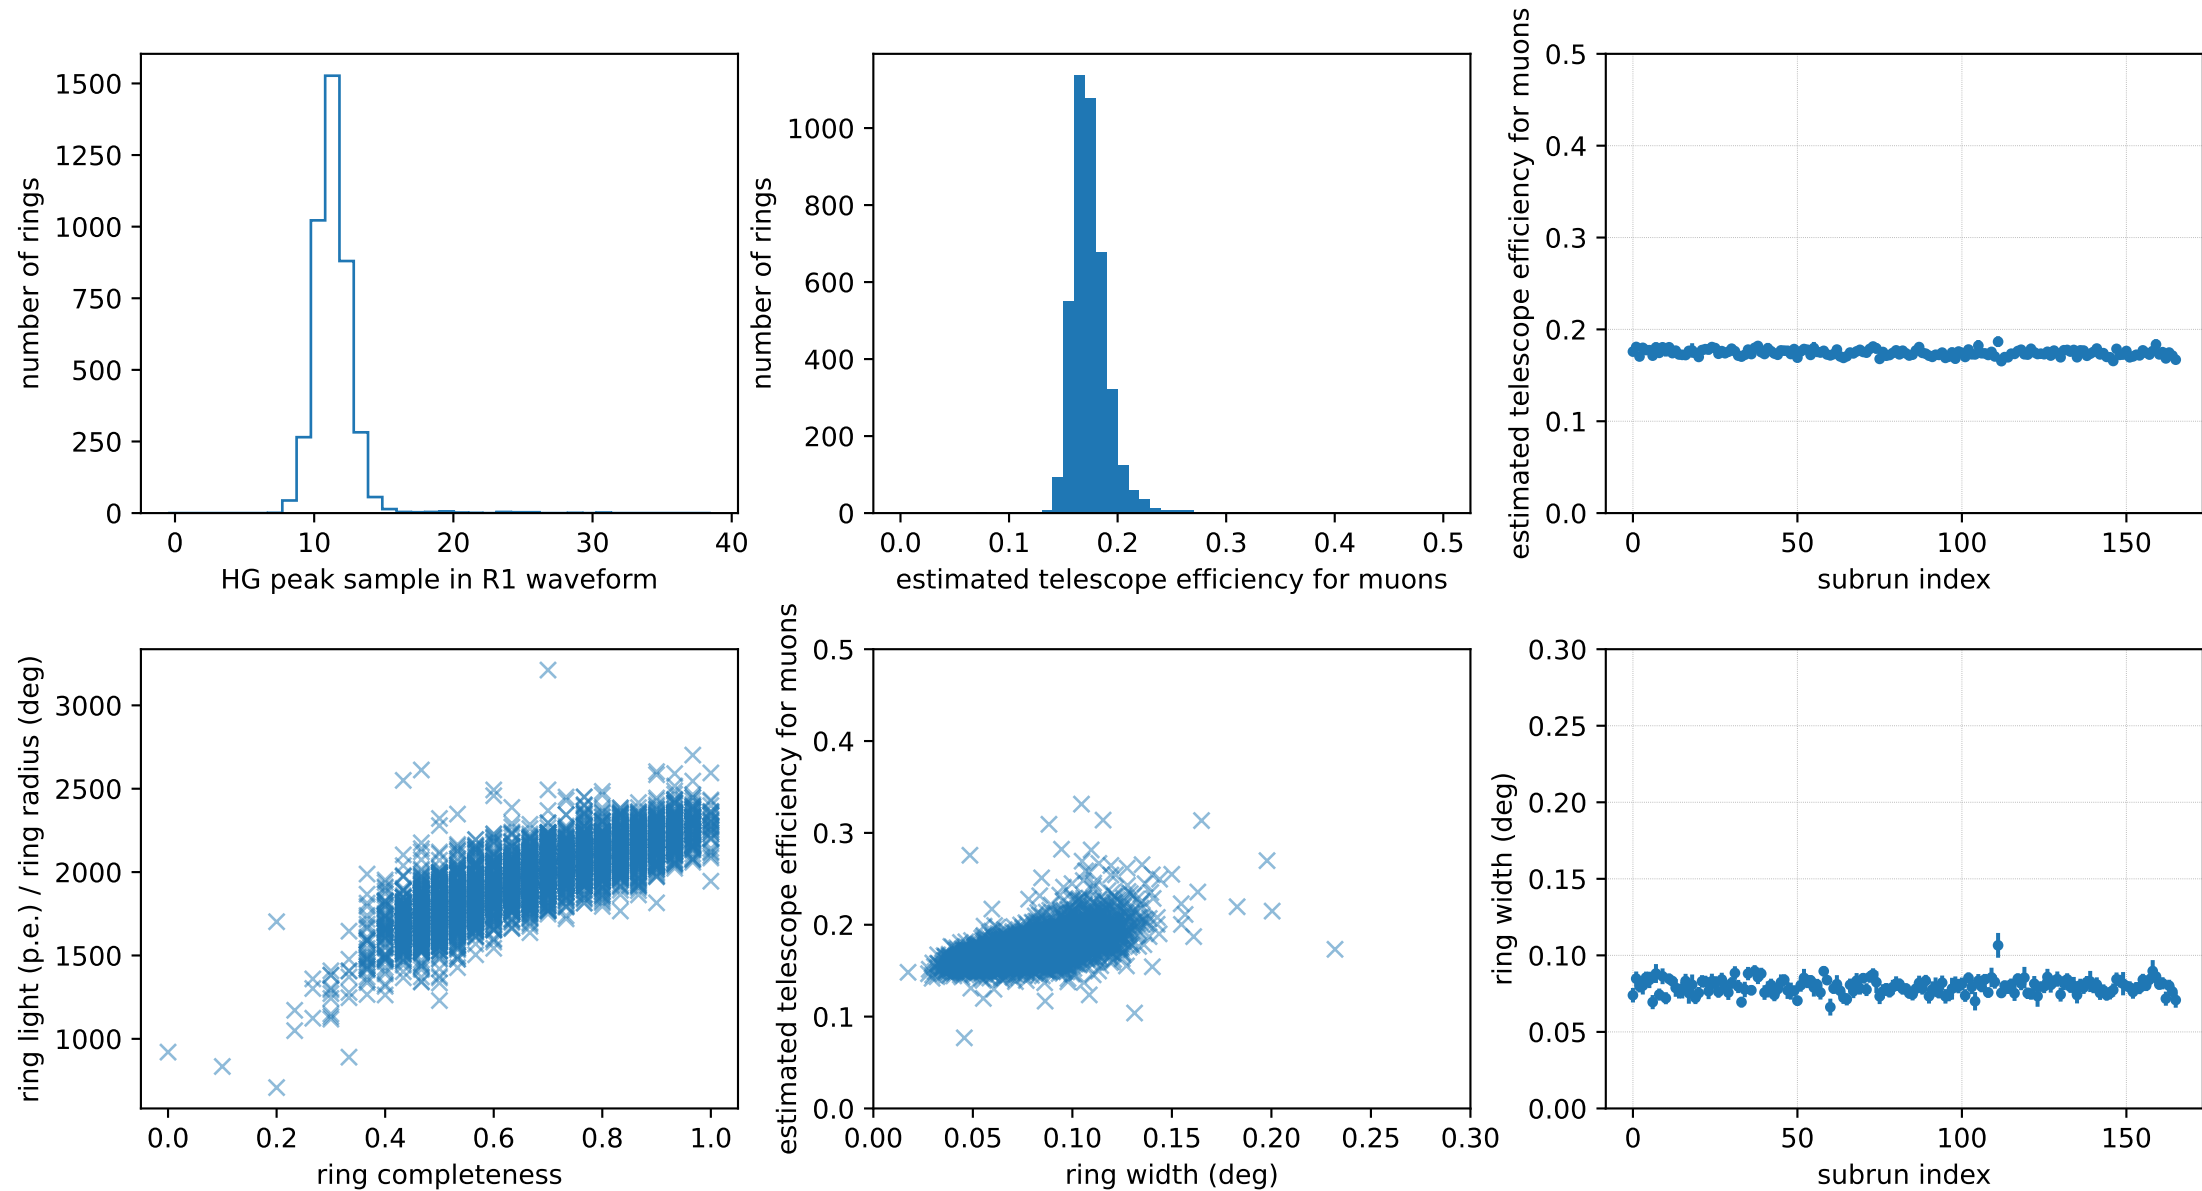 number of rings
1500
1250
1000
750
500
250
0
0 10 20 30 40
HG peak sample in R1 waveform
number of rings
1000
800
600
400
200
0
0.0 0.1 0.2 0.3 0.4 0.5
estimated telescope efficiency for muons
estimated telescope efficiency for muons
0.5
0.4
0.3
0.2
0.1
0.0
0 50 100 150
subrun index
ring light (p.e.) / ring radius (deg)
3000
2500
2000
1500
1000
0.0 0.2 0.4 0.6 0.8 1.0
ring completeness
estimated telescope efficiency for muons
0.5
0.4
0.3
0.2
0.1
0.0
0.00 0.05 0.10 0.15 0.20 0.25 0.30
ring width (deg)
ring width (deg)
0.30
0.25
0.20
0.15
0.10
0.05
0.00
0 50 100 150
subrun index